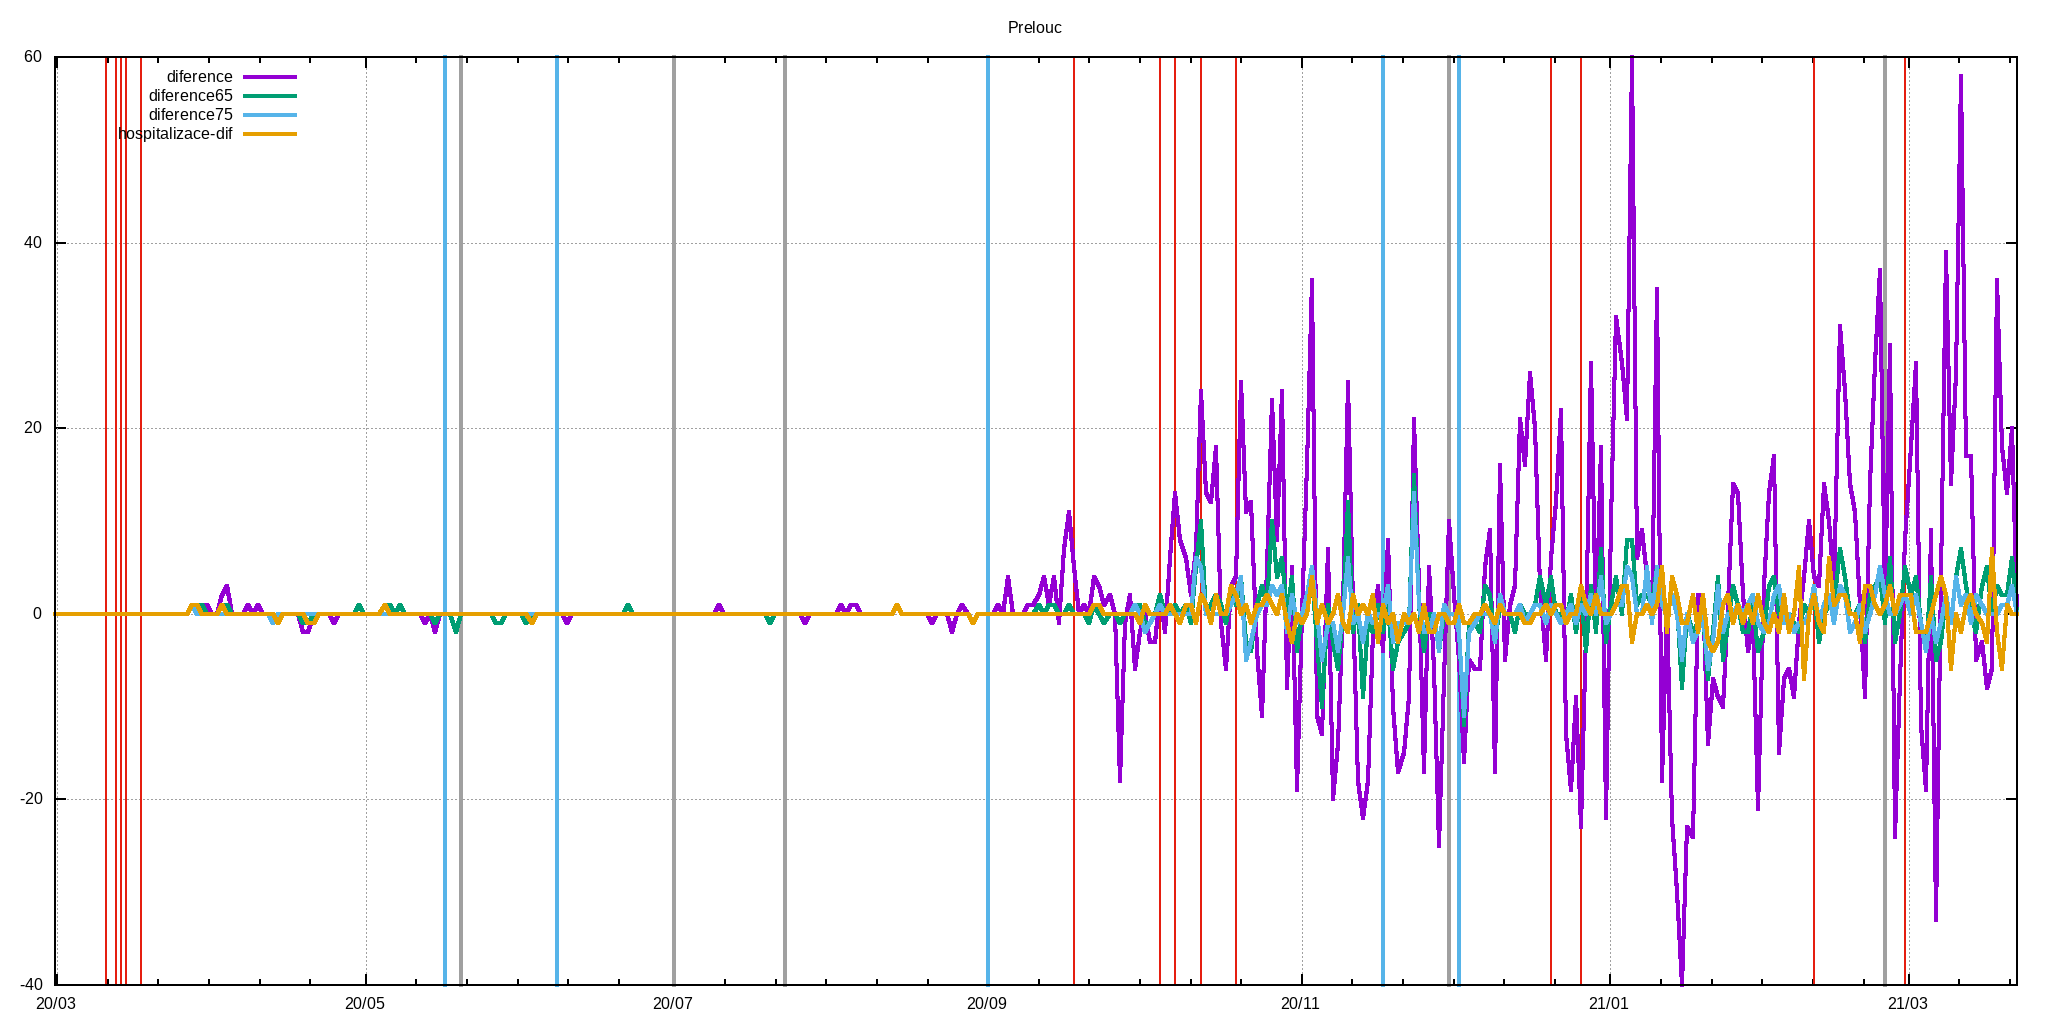 Prelouc
60
diference
diference65
diference75
hospitalizace-dif
40
20
0
-20
-40
20/03 20/05 20/07 20/09 20/11 21/01 21/03